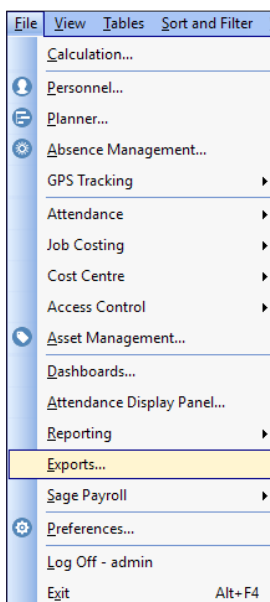 File View Tables Sort and Filter
Calculation...
Personnel...
Planner...
Absence Management...
GPS Tracking
Attendance
Job Costing
Cost Centre
Access Control
Asset Management...
Dashboards...
Attendance Display Panel...
Reporting
Exports...
Sage Payroll
Preferences...
Log Off - admin
Exit Alt+F4